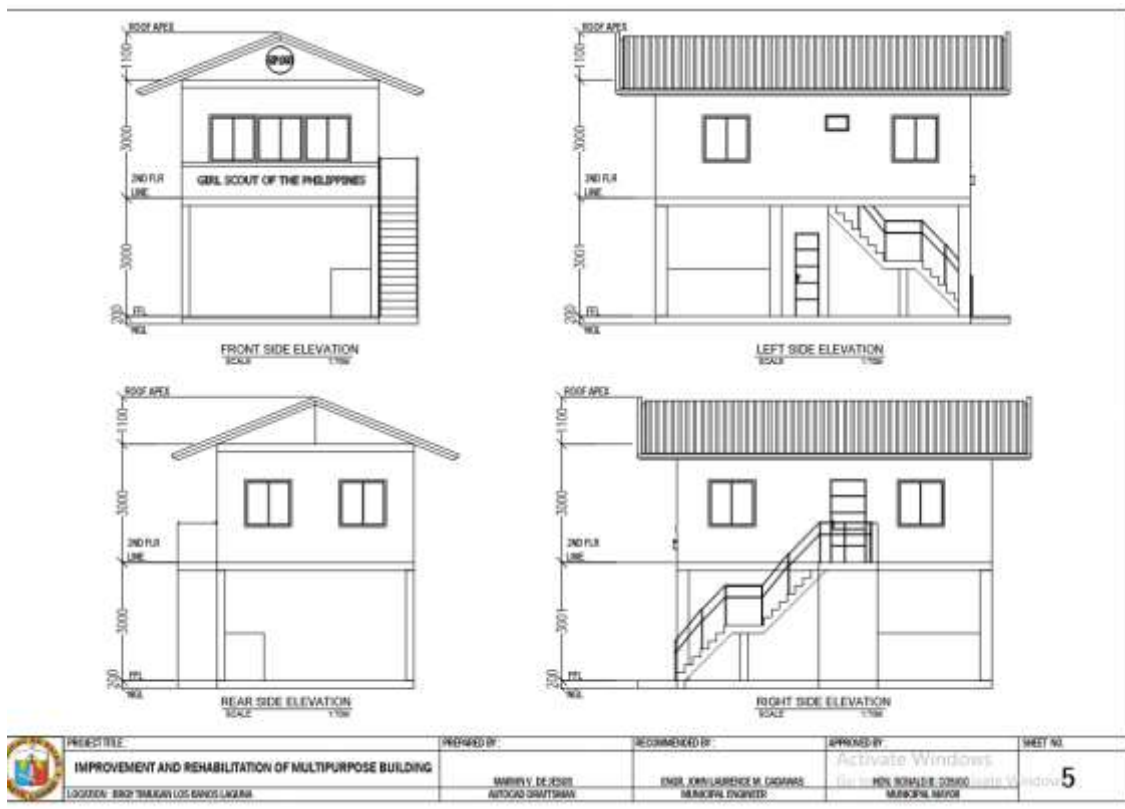 ROOF APEX
1100
3000
2ND FLR
LINE
GIRL SCOUT OF THE PHILIPPINES
3000
200
FFL
NGL
FRONT SIDE ELEVATION
SCALE
ROOF APEX
1100
3000
2ND FLR
LINE
3001
200
FFL
NGL
LEFT SIDE ELEVATION
SCALE
ROOF APEX
1100
3000
2ND FLR
LINE
3000
200
FFL
NGL
REAR SIDE ELEVATION
SCALE
ROOF APEX
1100
3000
2ND FLR
LINE
3001
200
FFL
NGL
RIGHT SIDE ELEVATION
SCALE
PROJECT TITLE :
IMPROVEMENT AND REHABILITATION OF MULTIPURPOSE BUILDING
LOCATION : BRGY TIMUGAN LOS BANOS LAGUNA
PREPARED BY :
DE JESUS
AUTOCAD DRAFTSMAN
RECOMMENDED BY :
ENGR. JOHN LAURENCE M.
MUNICIPAL ENGINEER
APPROVED BY :
HON.
MUNICIPAL MAYOR
Activate Windows
SHEET NO.
5